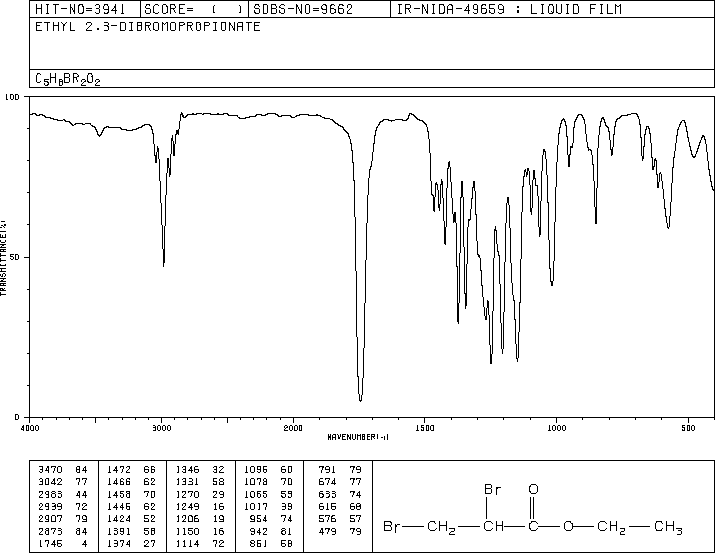 HIT-NO=3941 SCORE= ( ) SDBS-NO=9662 IR-NIDA-49659 : LIQUID FILM
ETHYL 2,3-DIBROMOPROPIONATE
C5H8BR2O2
100
50
0
TRANSMITTANCE(%)
4000 3000 2000 1500 1000 500
WAVENUMBER(-1)
3470 84 1472 66 1346 32 1096 60 791 79
3042 77 1466 62 1331 58 1078 70 674 77
2983 44 1458 70 1270 29 1065 55 633 74
2939 72 1446 62 1249 16 1017 39 616 68
2907 79 1424 52 1206 19 954 74 576 57
2873 84 1391 58 1150 16 942 81 479 79
1746 4 1374 27 1114 72 851 58
Br O
Br CH2 CH C O CH2 CH3